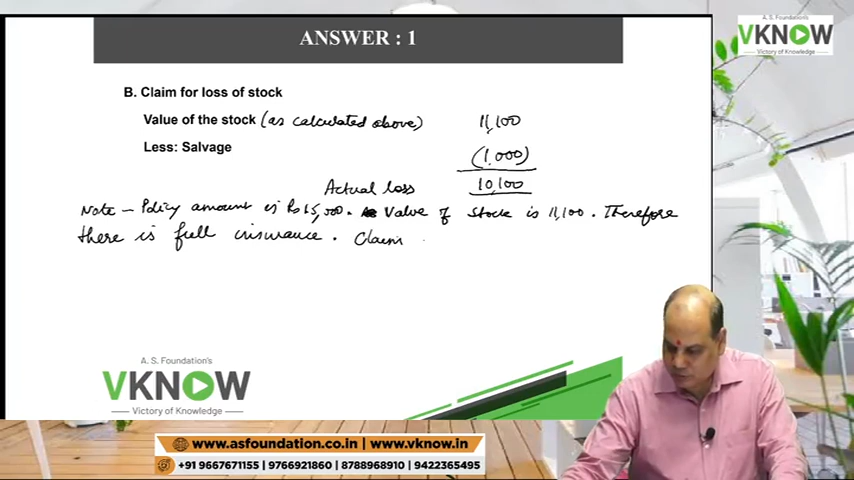 ANSWER : 1
A. S. Foundation's
VKNOW
Victory of Knowledge
B. Claim for loss of stock
Value of the stock (as calculated above) 11,100
Less: Salvage (1,000)
Actual loss 10,100
Note – Policy amount is Rs 15,000. Value of stock is 11,100. Therefore
there is full insurance. Claim
A. S. Foundation's
VKNOW
Victory of Knowledge
www.asfoundation.co.in | www.vknow.in
+91 9667671155 | 9766921860 | 8788968910 | 9422365495